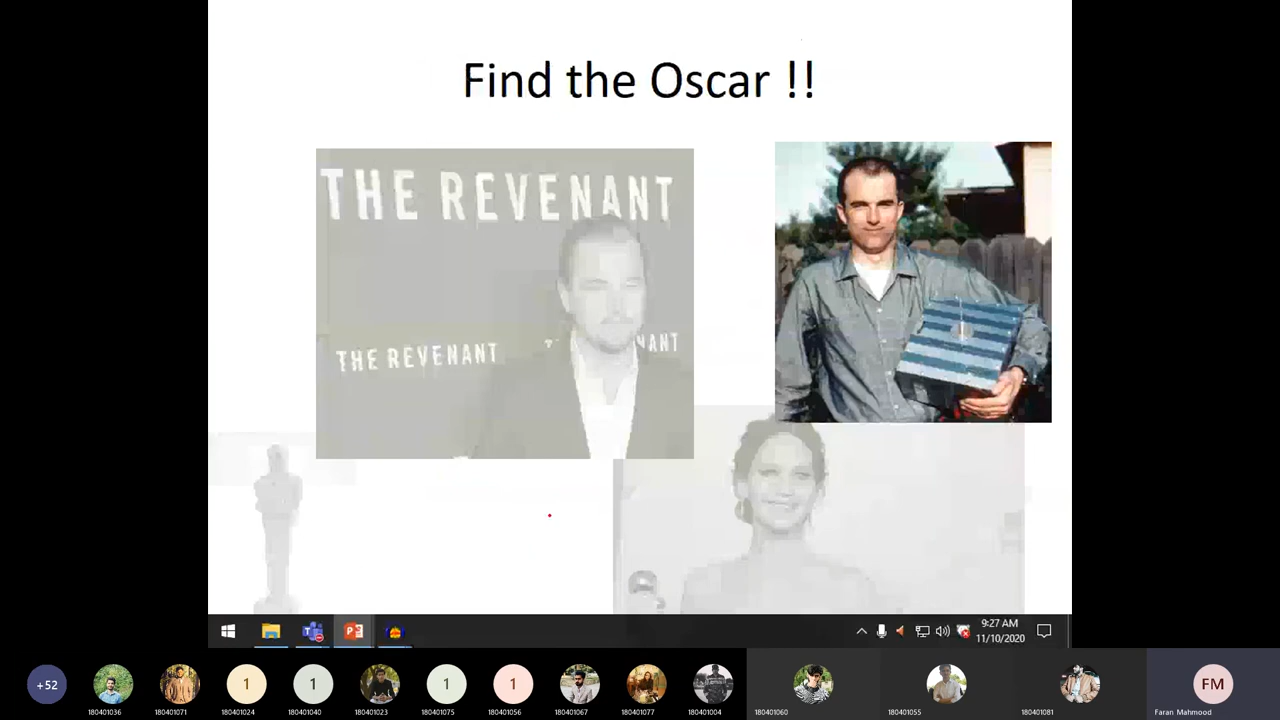 Find the Oscar !!
THE REVENANT
THE REVENANT
NANT
9:27 AM
11/10/2020
+52
1
1
1
1
FM
180401036
180401071
180401024
180401040
180401023
180401075
180401056
180401067
180401077
180401004
180401060
180401055
180401081
Faran Mahmood